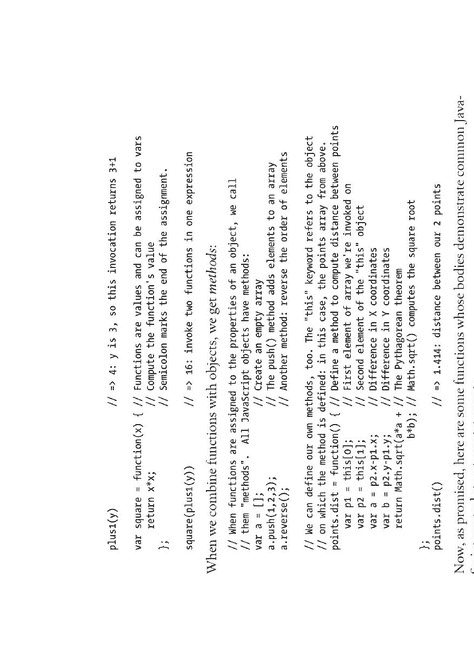 plus1(y)                // => 4: y is 3, so this invocation returns 3+1
var square = function(x) { // Functions are values and can be assigned to vars
    return x*x;         // Compute the function's value
};                      // Semicolon marks the end of the assignment.
square(plus1(y))        // => 16: invoke two functions in one expression
When we combine functions with objects, we get methods:
// When functions are assigned to the properties of an object, we call
// them "methods".  All JavaScript objects have methods:
var a = [];             // Create an empty array
a.push(1,2,3);          // The push() method adds elements to an array
a.reverse();            // Another method: reverse the order of elements
// We can define our own methods, too. The "this" keyword refers to the object
// on which the method is defined: in this case, the points array from above.
points.dist = function() { // Define a method to compute distance between points
    var p1 = this[0];   // First element of array we're invoked on
    var p2 = this[1];   // Second element of the "this" object
    var a = p2.x-p1.x;  // Difference in X coordinates
    var b = p2.y-p1.y;  // Difference in Y coordinates
    return Math.sqrt(a*a + // The Pythagorean theorem
                     b*b); // Math.sqrt() computes the square root
};
points.dist()           // => 1.414: distance between our 2 points
Now, as promised, here are some functions whose bodies demonstrate common Java-